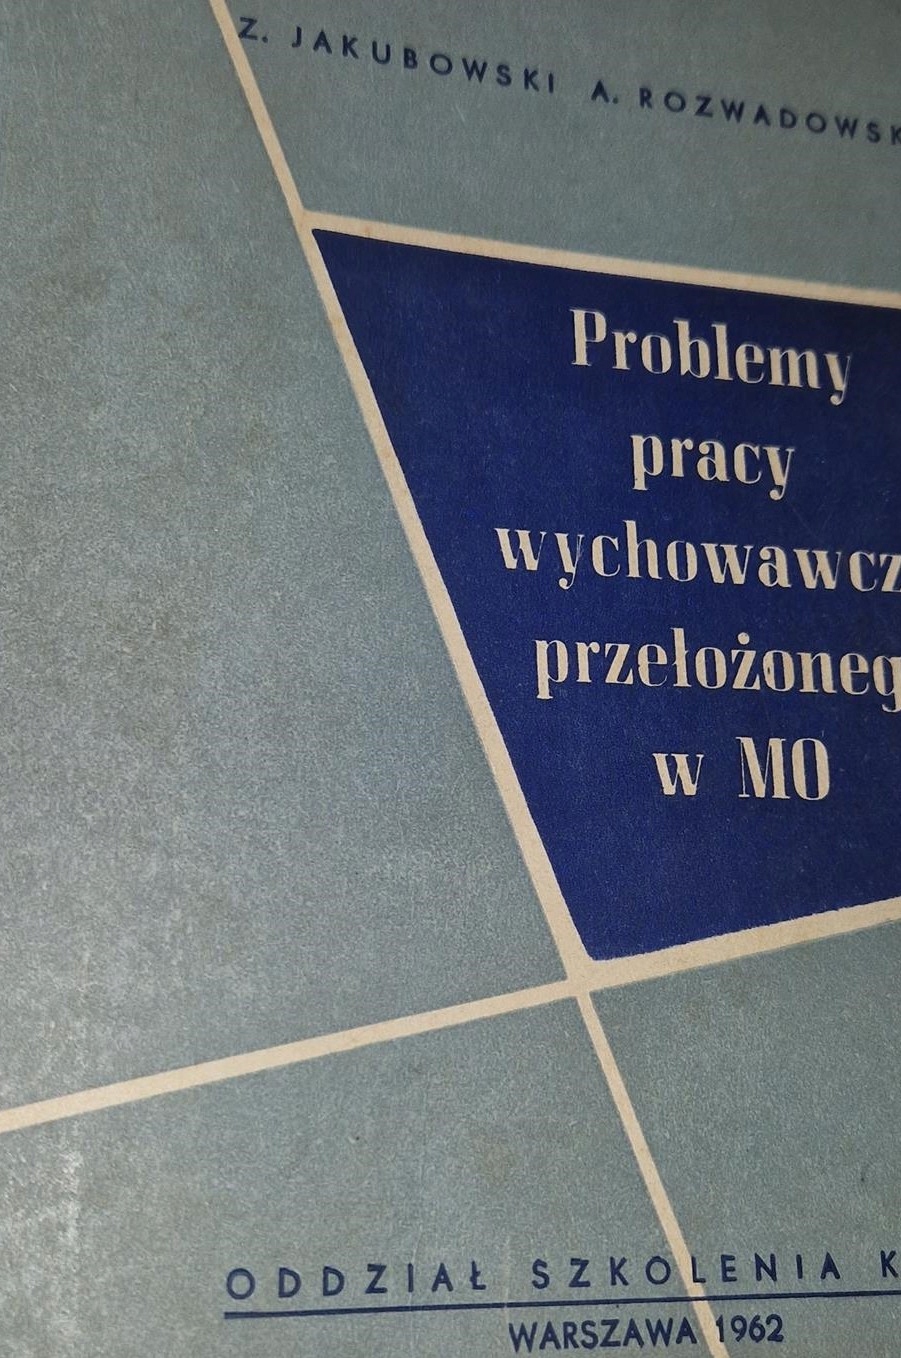 Z. JAKUBOWSKI A. ROZWADOWSK
Problemy
pracy
wychowawcz
przełożoneg
w MO
ODDZIAŁ SZKOLENIA K
WARSZAWA 1962